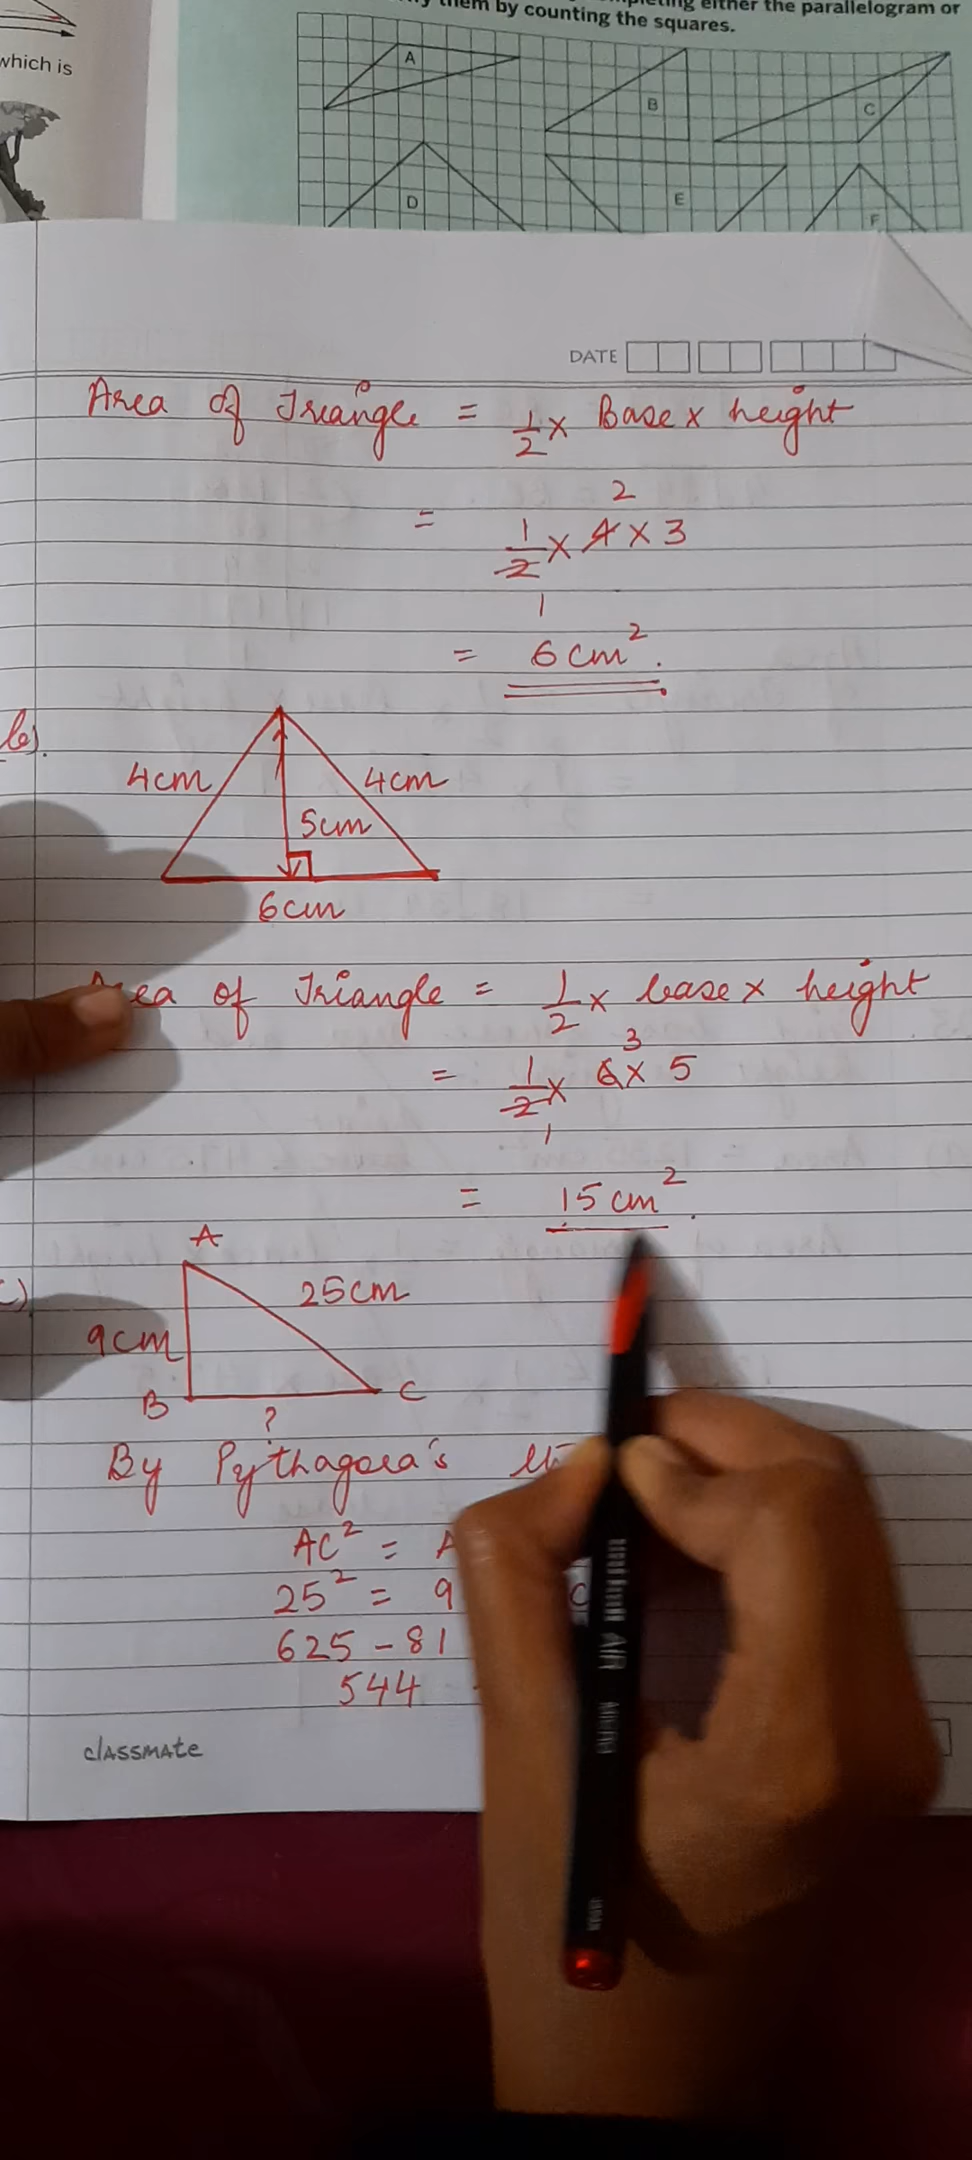 either the parallelogram or
them by counting the squares.
which is
A
B
C
D
E
F
DATE
Area of Triangle = 1/2 × Base × height
2
= 1/2 × 4 × 3
1
= 6 cm².
b).
4cm 4cm
5cm
6cm
Area of Triangle = 1/2 × base × height
3
= 1/2 × 6 × 5
1
= 15 cm².
A
25cm
9cm
B C
?
By Pythagora's
AC² = A
25² = 9
625 - 81
544
classmate